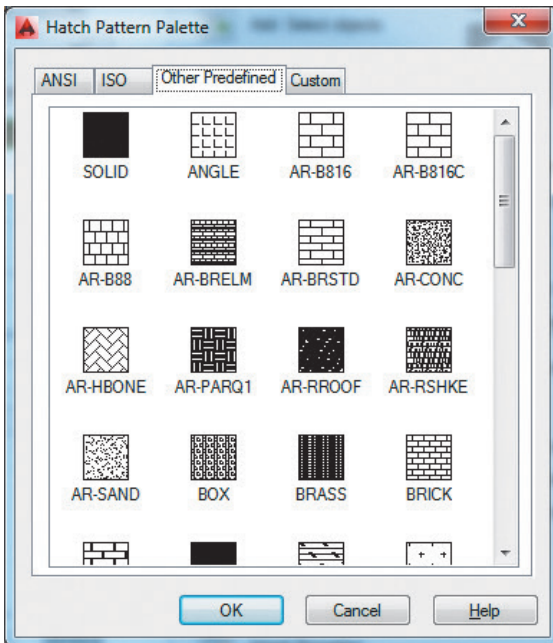 Hatch Pattern Palette
ANSI ISO Other Predefined Custom
SOLID ANGLE AR-B816 AR-B816C
AR-B88 AR-BRELM AR-BRSTD AR-CONC
AR-HBONE AR-PARQ1 AR-RROOF AR-RSHKE
AR-SAND BOX BRASS BRICK
OK Cancel Help